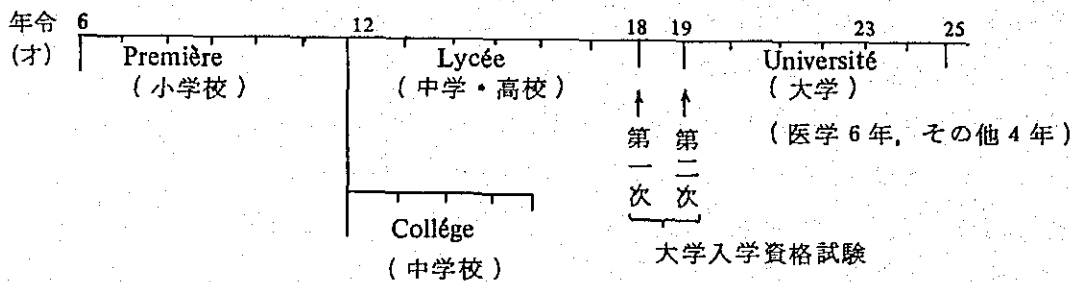 年令 6 12 18 19 23 25
(才) Première Lycée Université
(小学校) (中学・高校) (大学)
第一次 第二次 (医学6年，その他4年)
Collége
(中学校)
大学入学資格試験